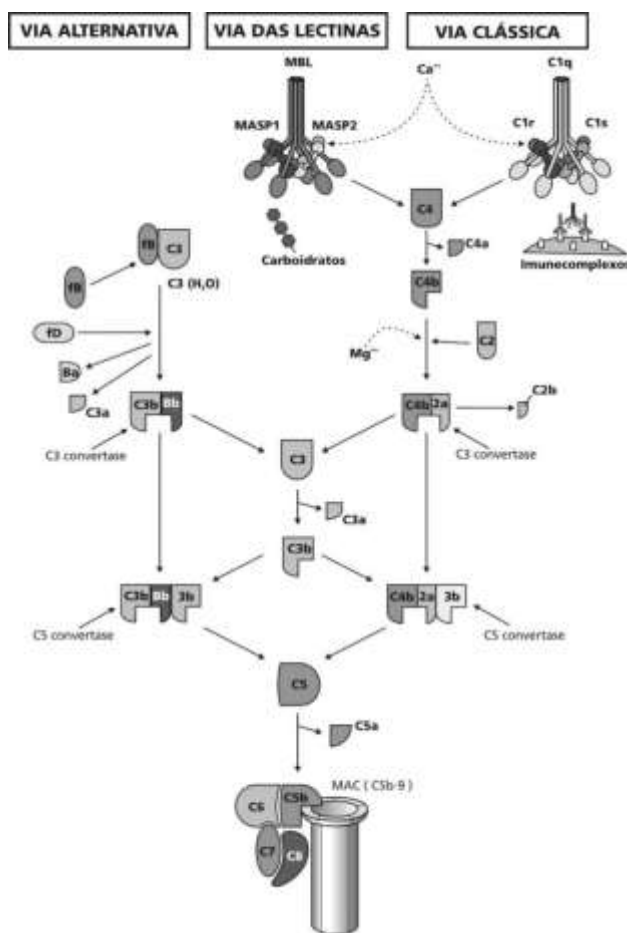 VIA ALTERNATIVA
VIA DAS LECTINAS
VIA CLÁSSICA
MBL
Ca⁺⁺
C1q
MASP1
MASP2
C1r
C1s
C4
fB
C3
Carboidratos
C4a
Imunecomplexos
fB
C3 (H₂O)
C4b
fD
C2
Mg⁺⁺
Ba
C3a
C3b
Bb
C4b
2a
C2b
C3 convertase
C3
C3 convertase
C3a
C3b
C3b
Bb
3b
C4b
2a
3b
C5 convertase
C5 convertase
C5
C5a
MAC ( C5b-9 )
C6
C5b
C7
C8